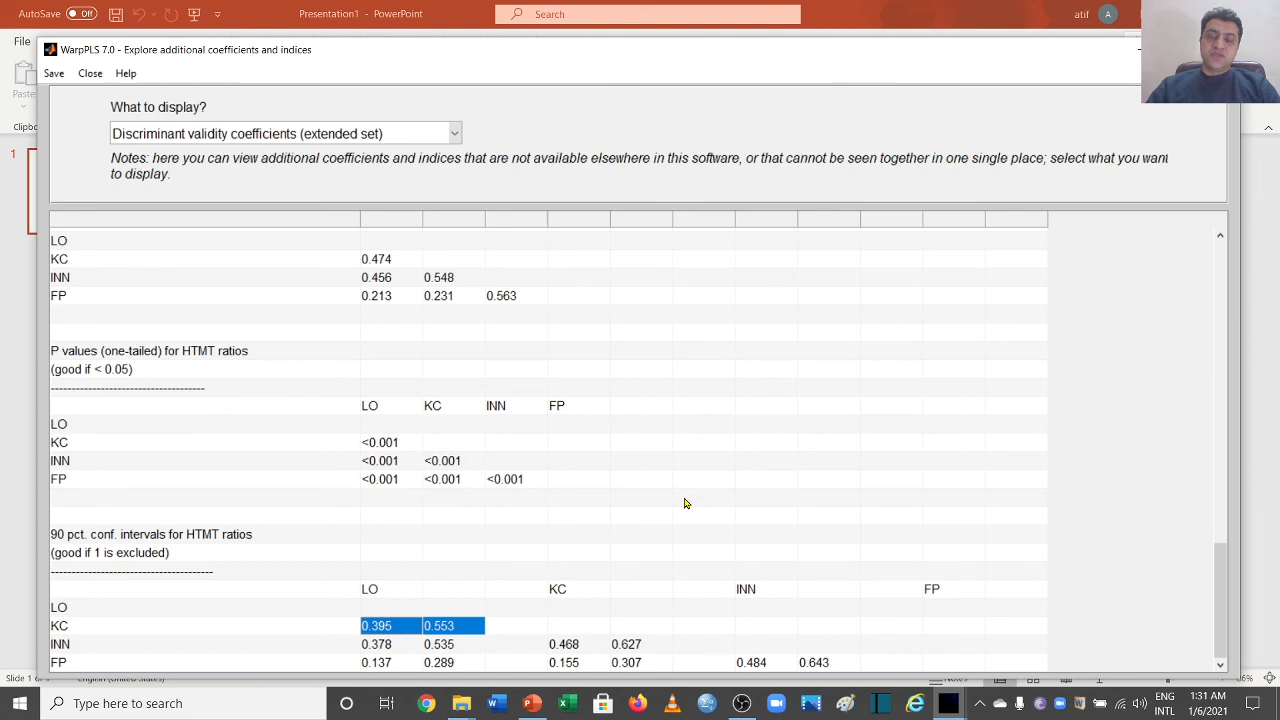 AutoSave Off Presentation1 - PowerPoint Search atif A
File
WarpPLS 7.0 - Explore additional coefficients and indices
Save Close Help
Paste
Clipb
1
What to display?
Discriminant validity coefficients (extended set)
Notes: here you can view additional coefficients and indices that are not available elsewhere in this software, or that cannot be seen together in one single place; select what you want
to display.
LO
KC 0.474
INN 0.456 0.548
FP 0.213 0.231 0.563
P values (one-tailed) for HTMT ratios
(good if < 0.05)
--------------------------------------
LO KC INN FP
LO
KC <0.001
INN <0.001 <0.001
FP <0.001 <0.001 <0.001
90 pct. conf. intervals for HTMT ratios
(good if 1 is excluded)
----------------------------------------
LO KC INN FP
LO
KC 0.395 0.553
INN 0.378 0.535 0.468 0.627
FP 0.137 0.289 0.155 0.307 0.484 0.643
Type here to search
ENG
INTL
1:31 AM
1/6/2021